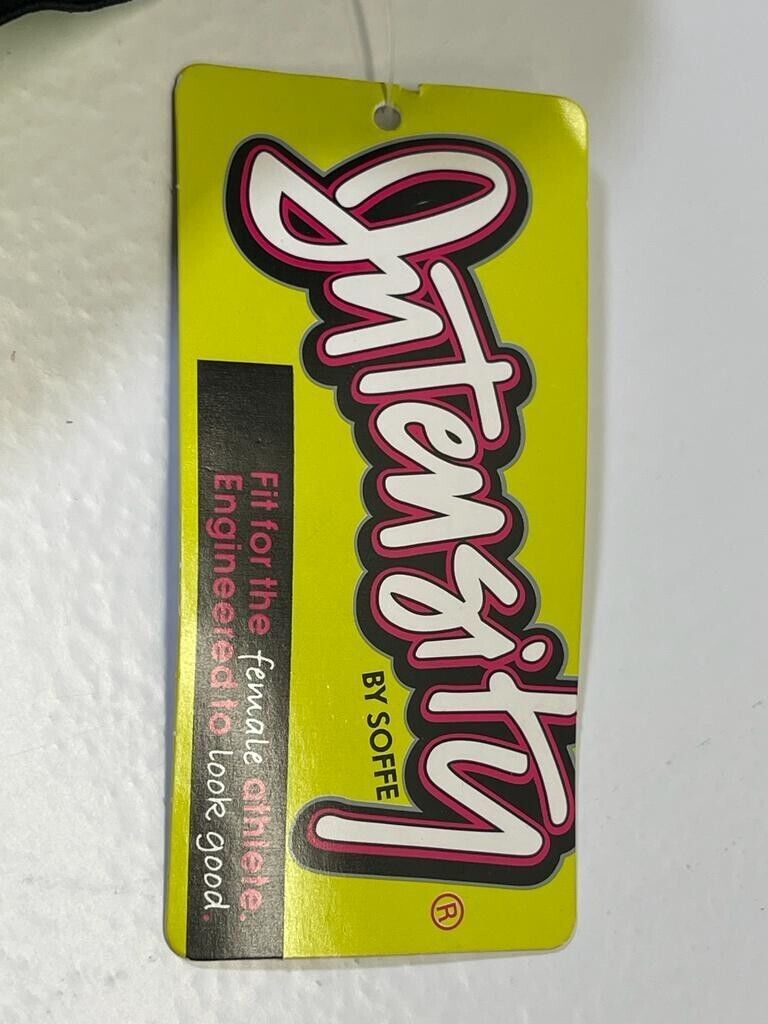 Intensity
BY SOFFE
®
Fit for the female athlete.
Engineered to look good.